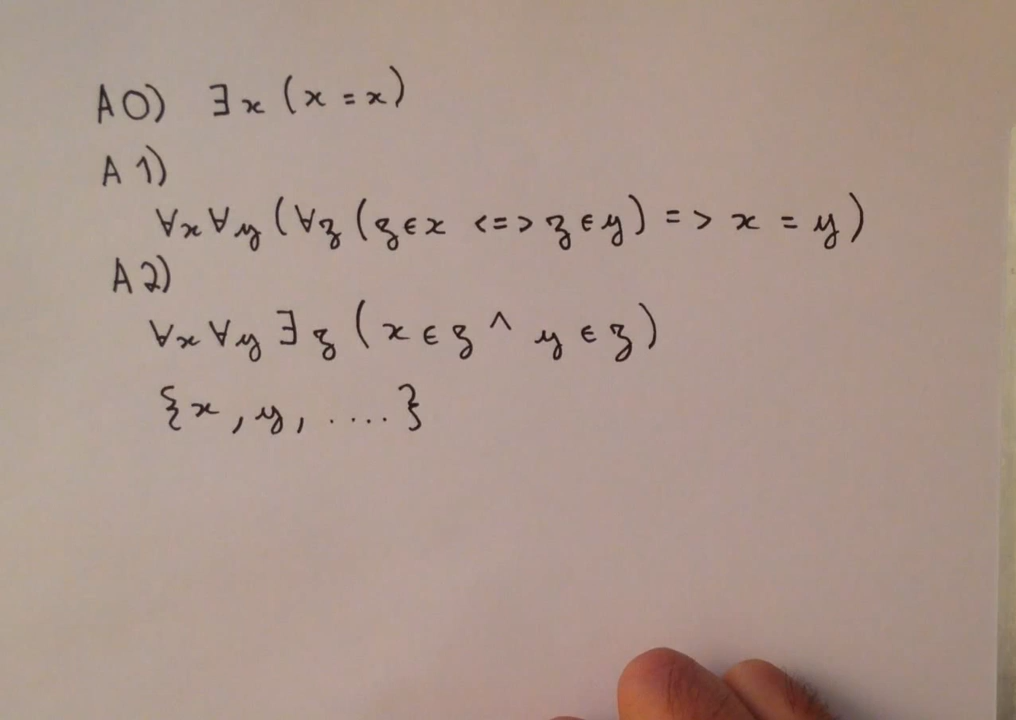 A0) ∃x (x = x)
A1)
∀x∀y (∀z (z∈x <=> z∈y) => x = y)
A2)
∀x∀y∃z (x∈z ^ y∈z)
{x, y, ....}